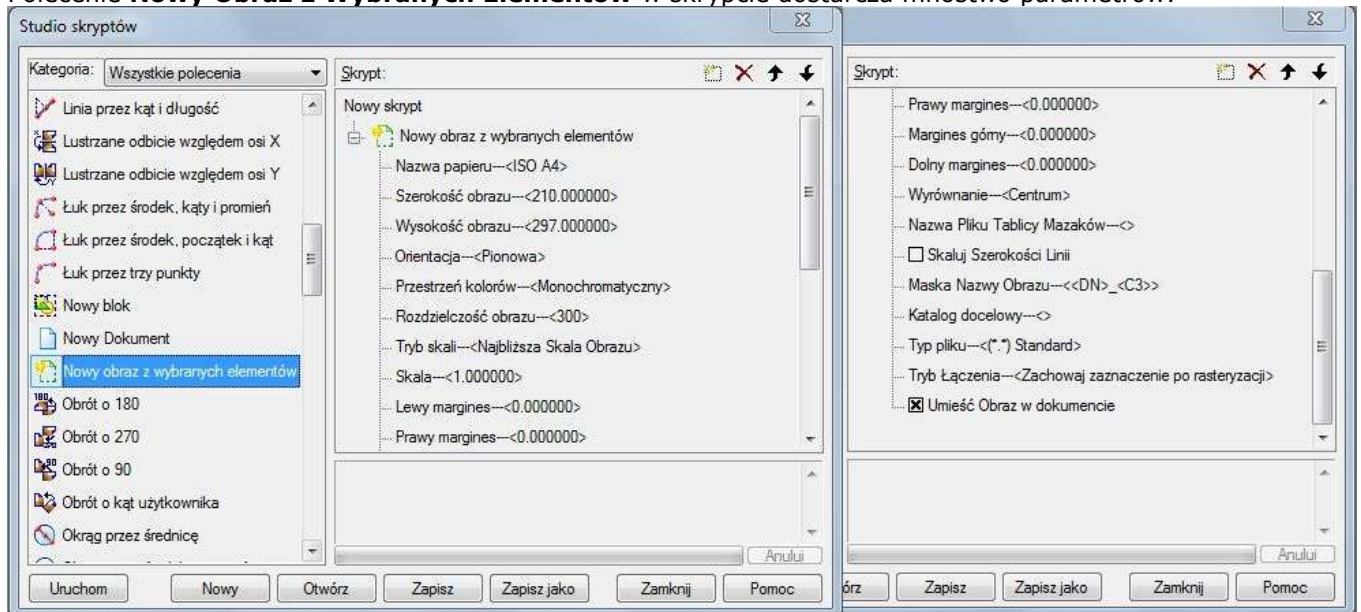 Polecenie Nowy Obraz z Wybranych Elementów w skrypcie dostarcza mnóstwo parametrów:
Studio skryptów
Kategoria: Wszystkie polecenia
Linia przez kąt i długość
Lustrzane odbicie względem osi X
Lustrzane odbicie względem osi Y
Łuk przez środek, kąty i promień
Łuk przez środek, początek i kąt
Łuk przez trzy punkty
Nowy blok
Nowy Dokument
Nowy obraz z wybranych elementów
Obrót o 180
Obrót o 270
Obrót o 90
Obrót o kąt użytkownika
Okrąg przez średnicę
Skrypt:
Nowy skrypt
Nowy obraz z wybranych elementów
Nazwa papieru---<ISO A4>
Szerokość obrazu---<210.000000>
Wysokość obrazu---<297.000000>
Orientacja---<Pionowa>
Przestrzeń kolorów---<Monochromatyczny>
Rozdzielczość obrazu---<300>
Tryb skali---<Najbliższa Skala Obrazu>
Skala---<1.000000>
Lewy margines---<0.000000>
Prawy margines---<0.000000>
Anuluj
Uruchom Nowy Otwórz Zapisz Zapisz jako Zamknij Pomoc
Skrypt:
Prawy margines---<0.000000>
Margines górny---<0.000000>
Dolny margines---<0.000000>
Wyrównanie---<Centrum>
Nazwa Pliku Tablicy Mazaków---<>
Skaluj Szerokości Linii
Maska Nazwy Obrazu---<<DN>_<C3>>
Katalog docelowy---<>
Typ pliku---<(*.*) Standard>
Tryb Łączenia---<Zachowaj zaznaczenie po rasteryzacji>
Umieść Obraz w dokumencie
Anuluj
órz Zapisz Zapisz jako Zamknij Pomoc